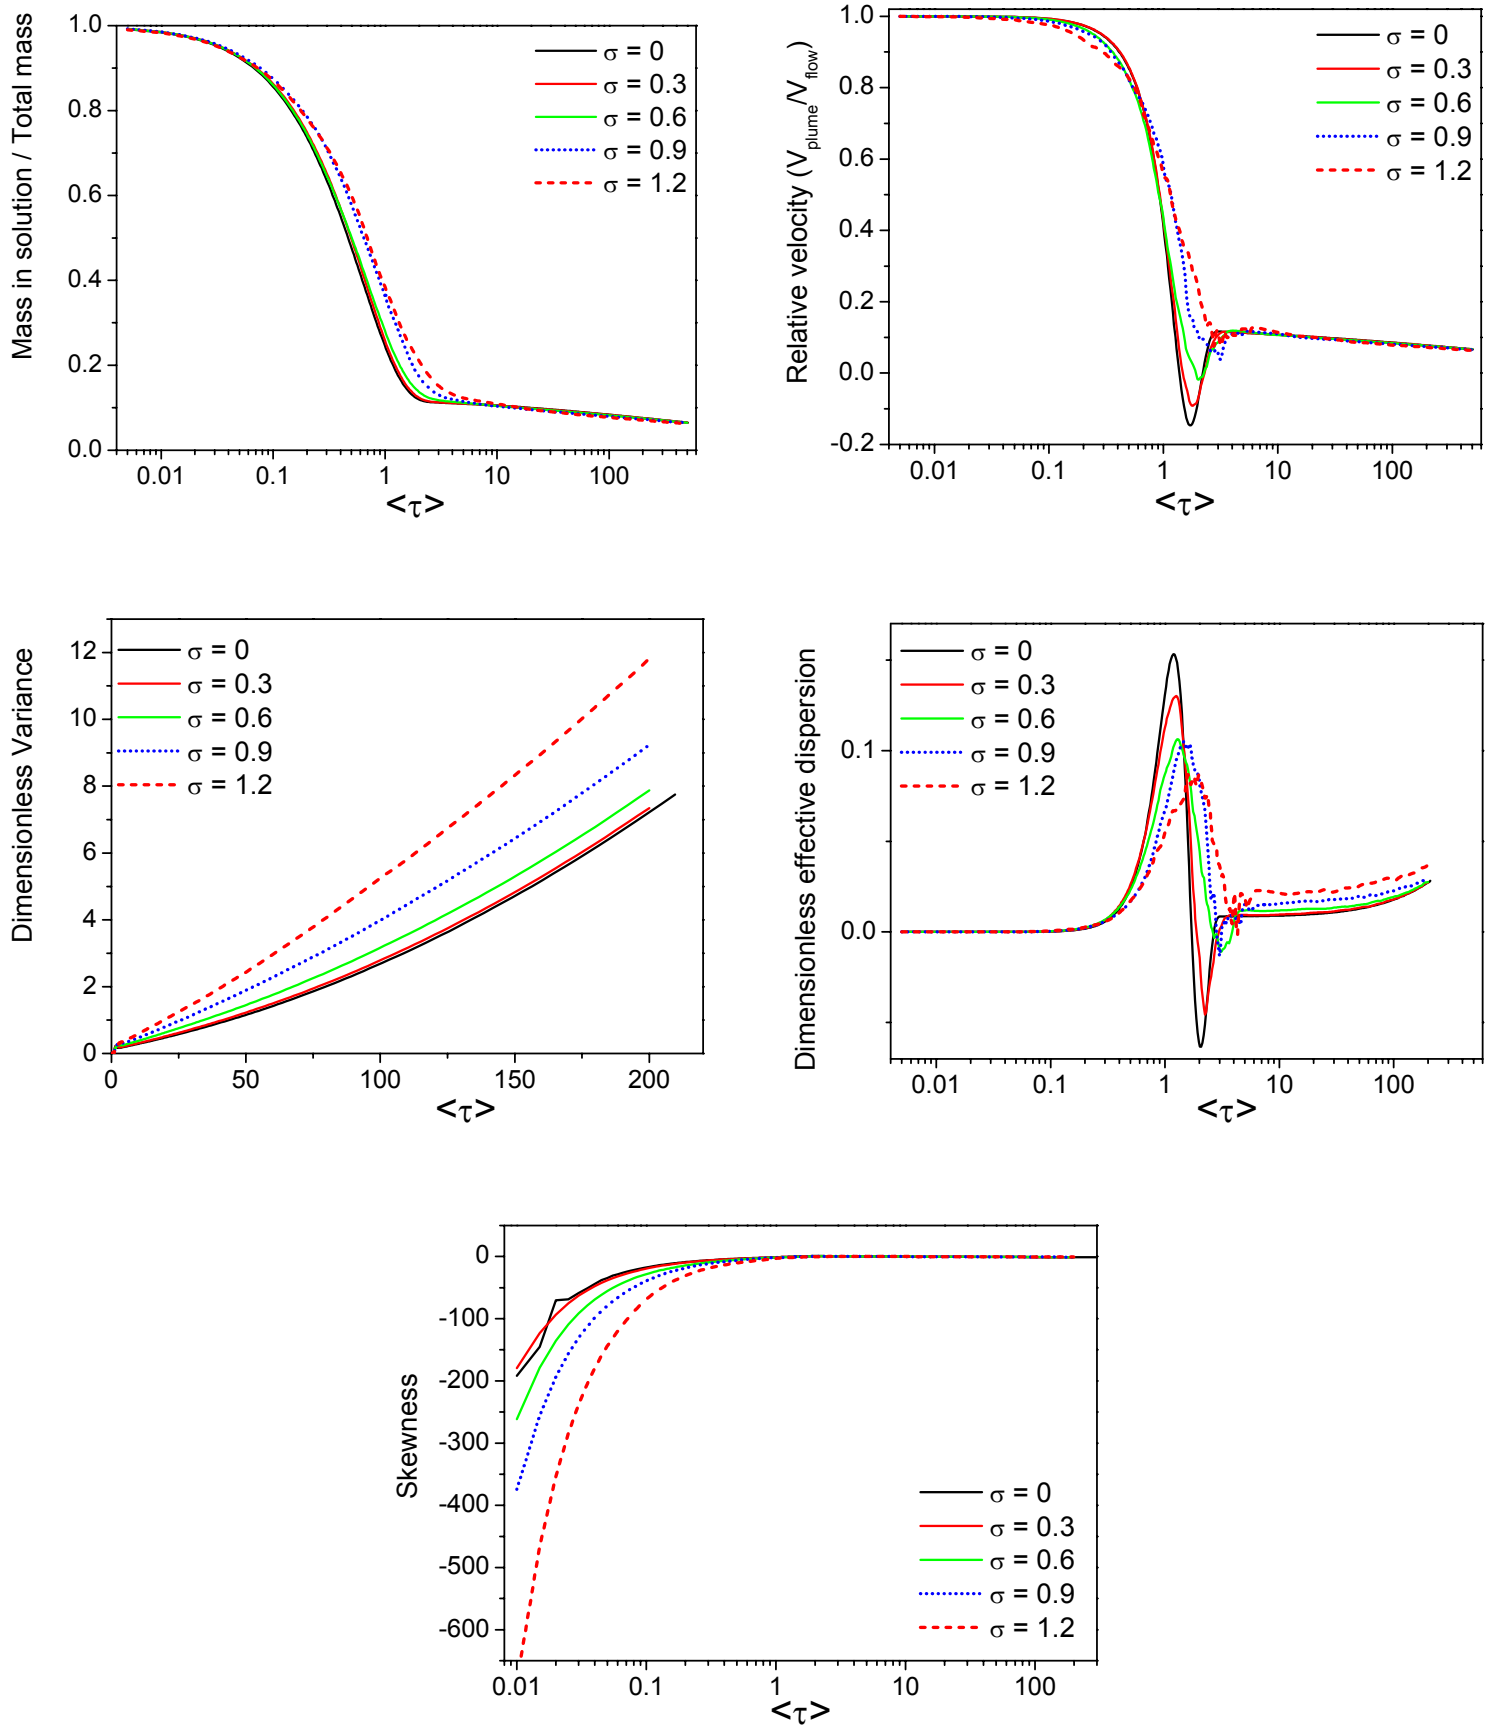 Mass in solution / Total mass
1.0
0.8
0.6
0.4
0.2
0.0
σ = 0
σ = 0.3
σ = 0.6
σ = 0.9
σ = 1.2
0.01
0.1
1
10
100
<τ>
Relative velocity (V_plume/V_flow)
1.0
0.8
0.6
0.4
0.2
0.0
-0.2
σ = 0
σ = 0.3
σ = 0.6
σ = 0.9
σ = 1.2
0.01
0.1
1
10
100
<τ>
Dimensionless Variance
12
10
8
6
4
2
0
σ = 0
σ = 0.3
σ = 0.6
σ = 0.9
σ = 1.2
0
50
100
150
200
<τ>
Dimensionless effective dispersion
0.1
0.0
σ = 0
σ = 0.3
σ = 0.6
σ = 0.9
σ = 1.2
0.01
0.1
1
10
100
<τ>
Skewness
0
-100
-200
-300
-400
-500
-600
σ = 0
σ = 0.3
σ = 0.6
σ = 0.9
σ = 1.2
0.01
0.1
1
10
100
<τ>